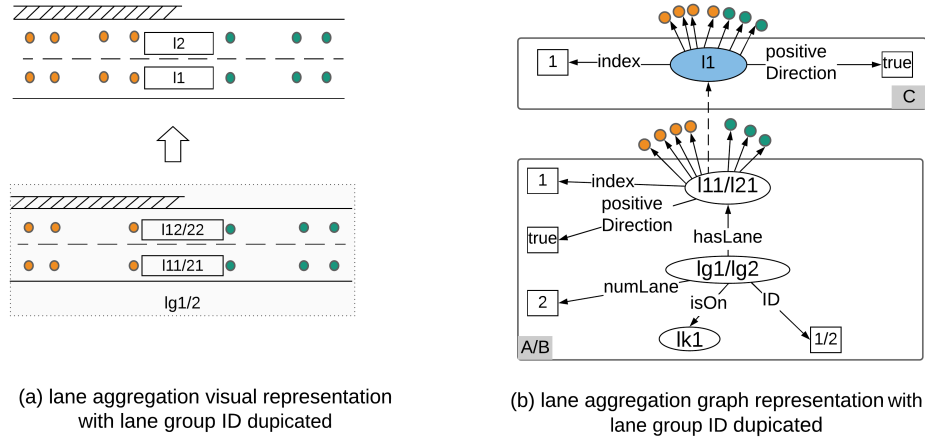 l2
l1
l12/22
l11/21
lg1/2
(a) lane aggregation visual representation
with lane group ID dupicated
1
index
l1
positive
Direction
true
C
1
index
l11/l21
positive
Direction
true
hasLane
lg1/lg2
numLane
2
isOn
ID
lk1
1/2
A/B
(b) lane aggregation graph representation with
lane group ID dupicated